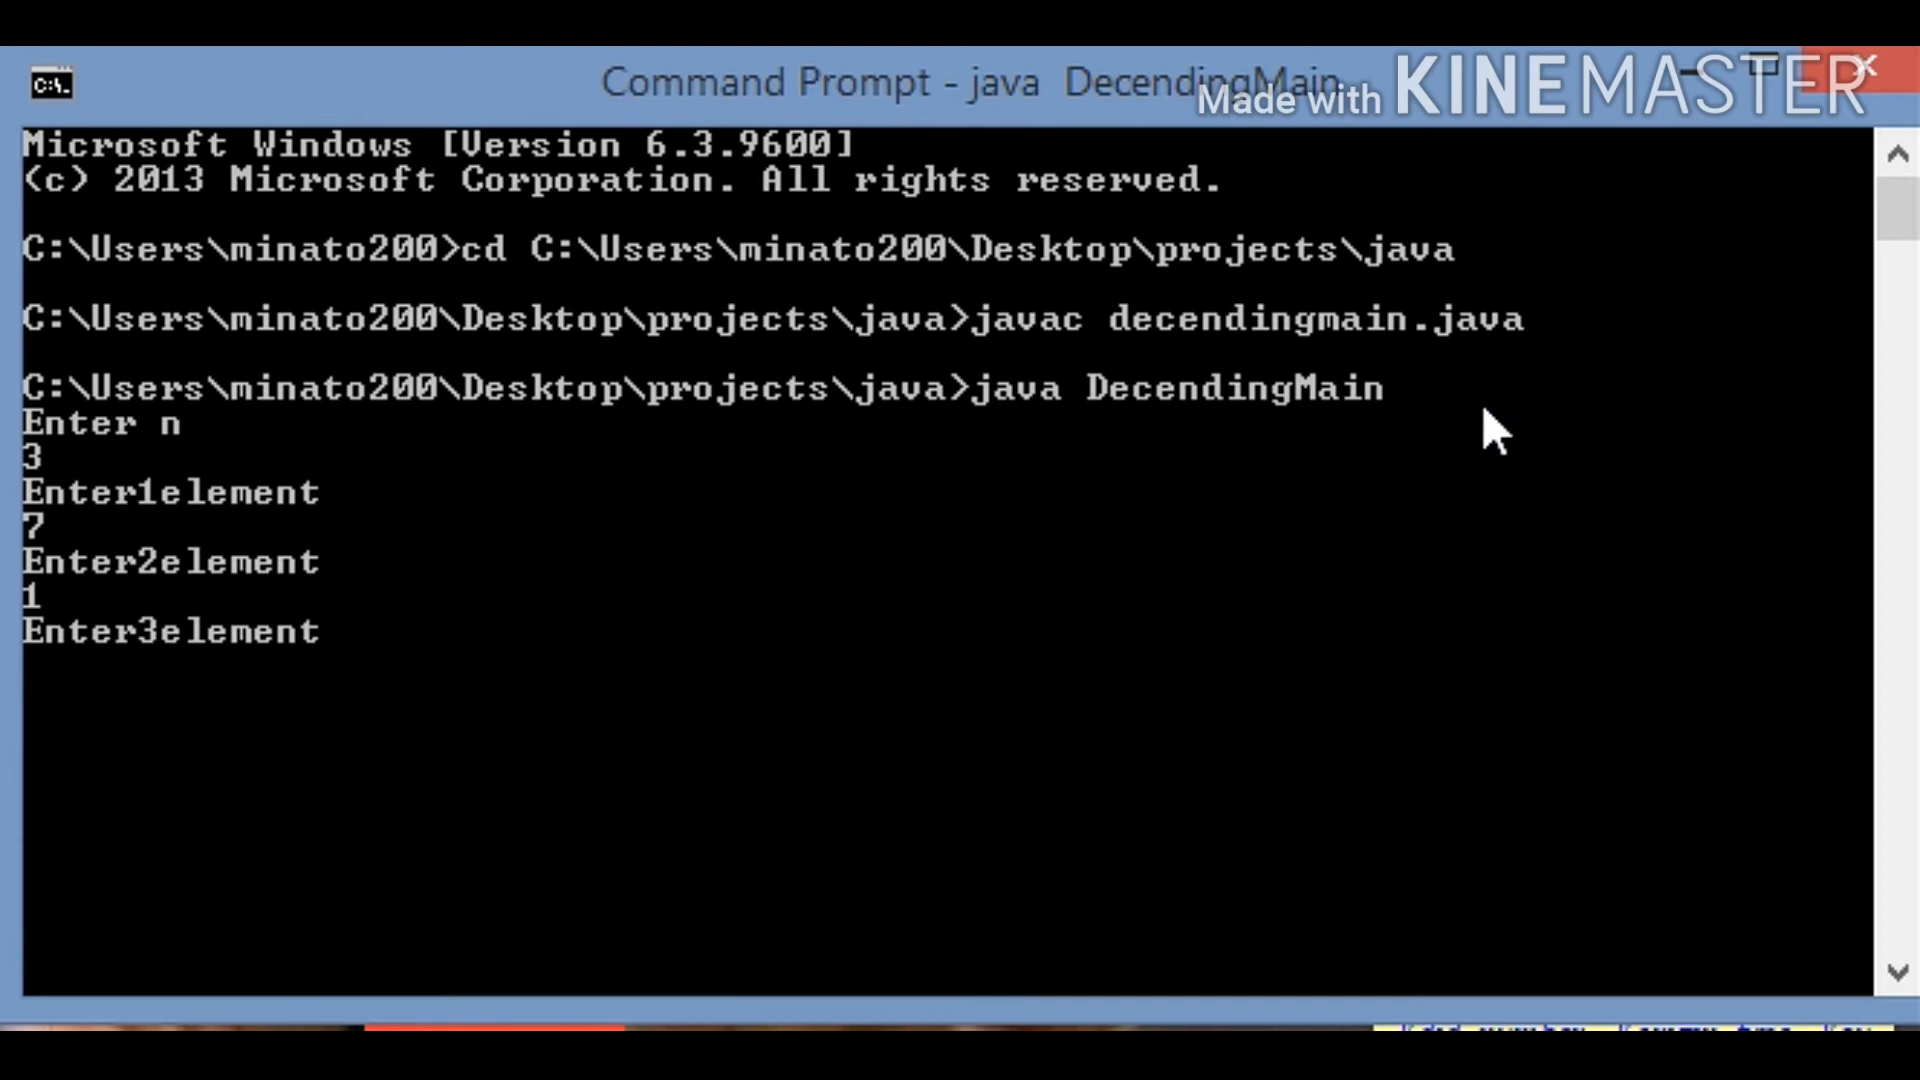 Command Prompt - java DecendingMain
Made with KINEMASTER
Microsoft Windows [Version 6.3.9600]
(c) 2013 Microsoft Corporation. All rights reserved.
C:\Users\minato200>cd C:\Users\minato200\Desktop\projects\java
C:\Users\minato200\Desktop\projects\java>javac decendingmain.java
C:\Users\minato200\Desktop\projects\java>java DecendingMain
Enter n
3
Enter1element
7
Enter2element
1
Enter3element